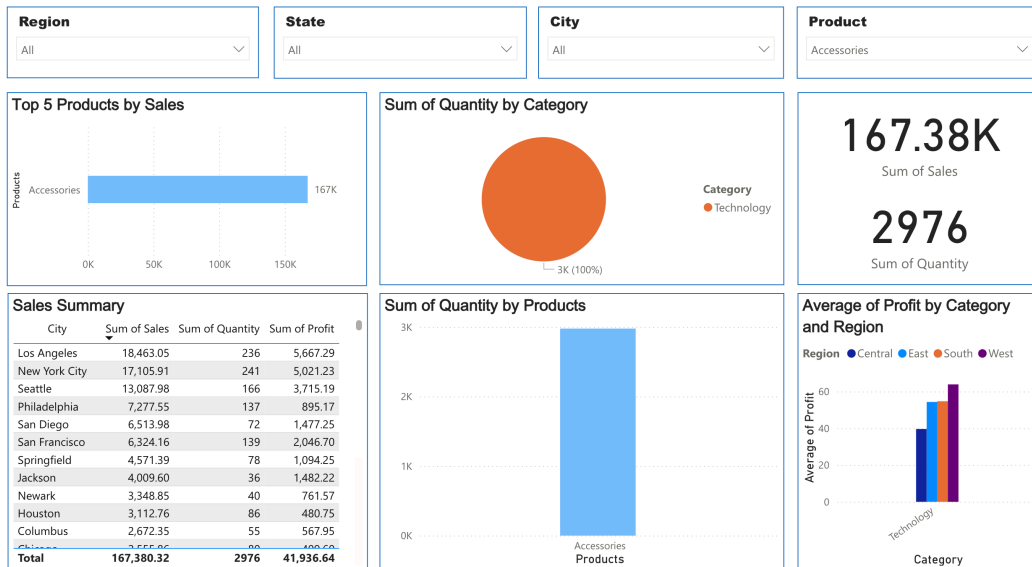 Region
All
State
All
City
All
Product
Accessories
Top 5 Products by Sales
Products
Accessories
167K
0K 50K 100K 150K
Sum of Quantity by Category
Category
Technology
3K (100%)
167.38K
Sum of Sales
2976
Sum of Quantity
Sales Summary
City Sum of Sales Sum of Quantity Sum of Profit
Los Angeles 18,463.05 236 5,667.29
New York City 17,105.91 241 5,021.23
Seattle 13,087.98 166 3,715.19
Philadelphia 7,277.55 137 895.17
San Diego 6,513.98 72 1,477.25
San Francisco 6,324.16 139 2,046.70
Springfield 4,571.39 78 1,094.25
Jackson 4,009.60 36 1,482.22
Newark 3,348.85 40 761.57
Houston 3,112.76 86 480.75
Columbus 2,672.35 55 567.95
Total 167,380.32 2976 41,936.64
Sum of Quantity by Products
3K
2K
1K
0K
Accessories
Products
Average of Profit by Category
and Region
Region Central East South West
Average of Profit
60
40
20
0
Technology
Category